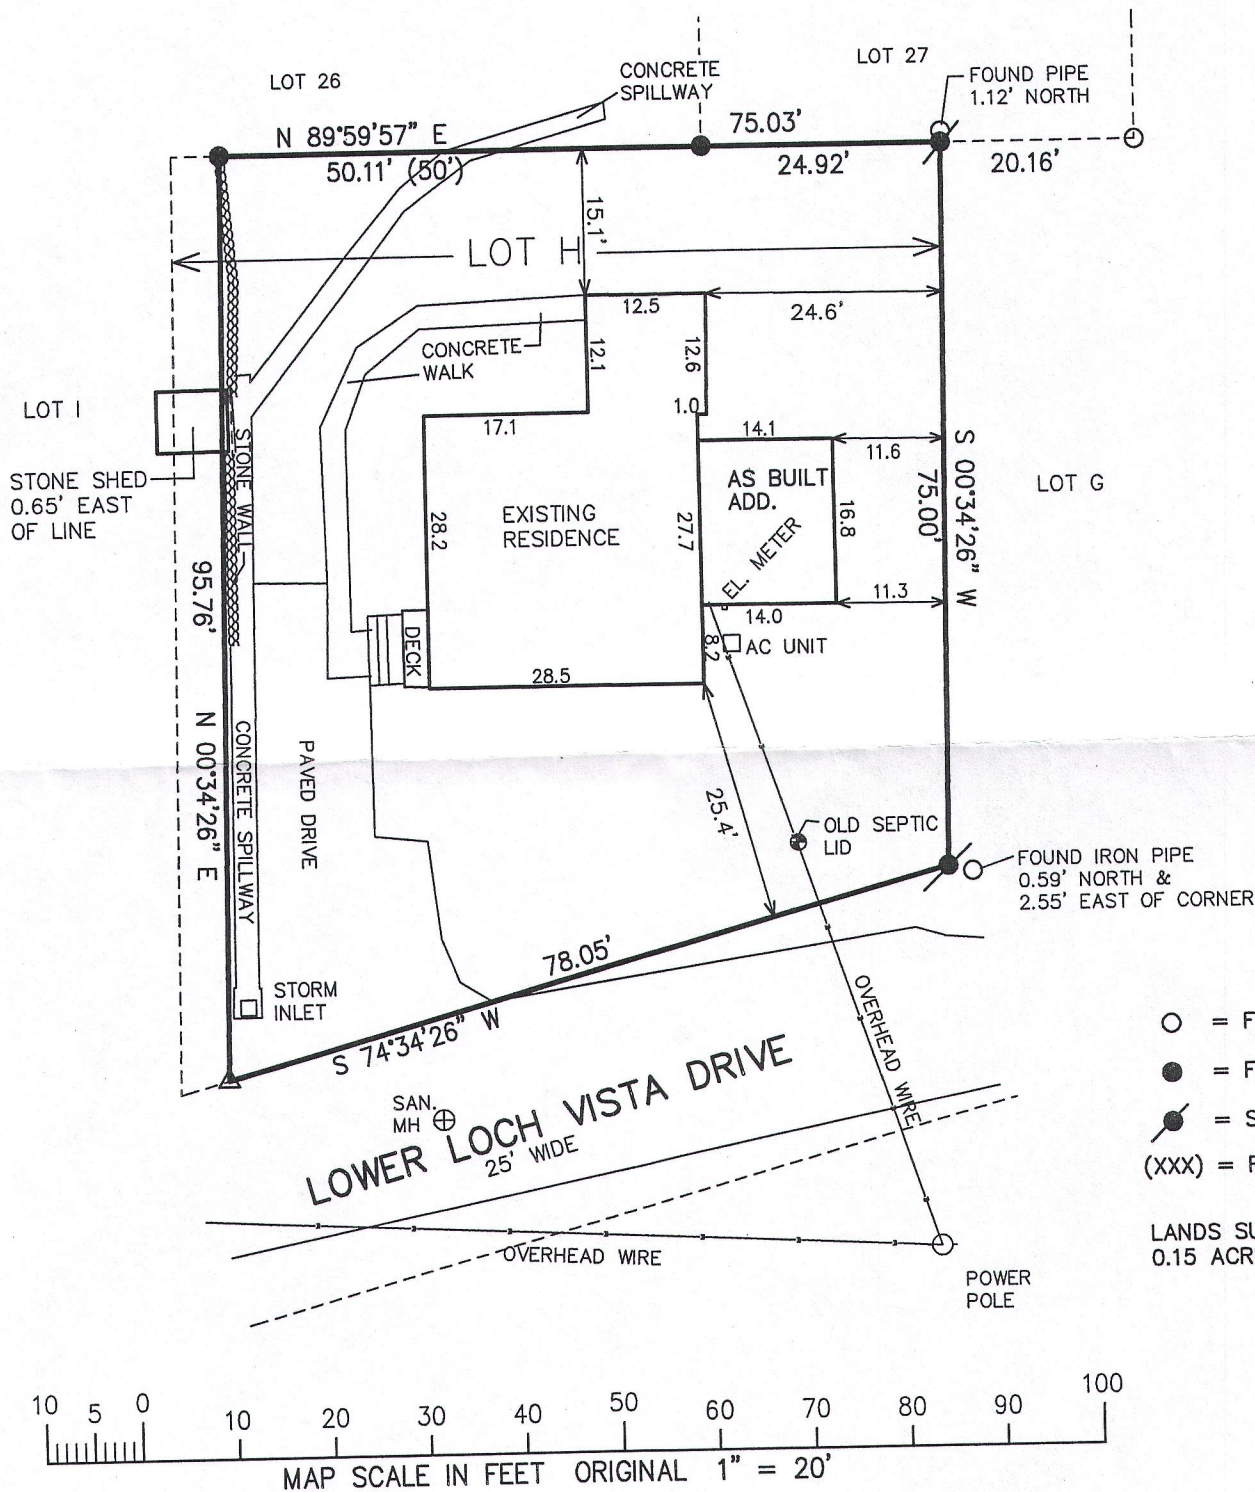 LOT 26
CONCRETE
SPILLWAY
LOT 27
FOUND PIPE
1.12' NORTH
N 89°59'57" E
75.03'
50.11' (50')
24.92'
20.16'
15.1'
LOT H
12.5
24.6'
CONCRETE
WALK
12.1
12.6
LOT I
17.1
1.0
14.1
11.6
STONE SHED
0.65' EAST
OF LINE
STONE WALL
EXISTING
RESIDENCE
28.2
27.7
AS BUILT
ADD.
EL. METER
16.8
75.00'
S 00°34'26" W
LOT G
95.76'
N 00°34'26" E
11.3
14.0
8.2
AC UNIT
DECK
28.5
CONCRETE SPILLWAY
PAVED DRIVE
25.4'
OLD SEPTIC
LID
FOUND IRON PIPE
0.59' NORTH &
2.55' EAST OF CORNER
78.05'
S 74°34'26" W
STORM
INLET
OVERHEAD WIRE
SAN.
MH
LOWER LOCH VISTA DRIVE
25' WIDE
OVERHEAD WIRE
POWER
POLE
= F
= F
= S
(XXX) = F
LANDS SU
0.15 ACR
10 5 0 10 20 30 40 50 60 70 80 90 100
MAP SCALE IN FEET ORIGINAL 1" = 20'